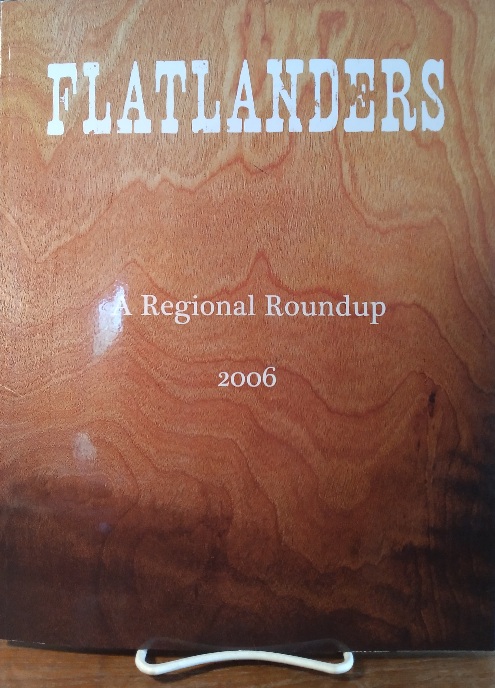 FLATLANDERS
A Regional Roundup
2006